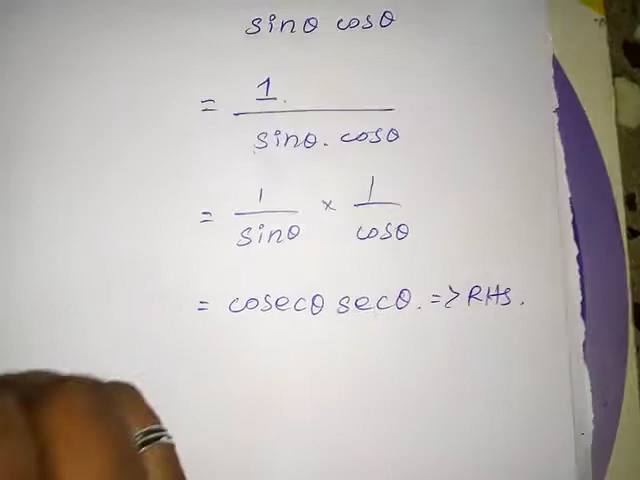 sinθ cosθ
= 1 / sinθ. cosθ
= 1 / sinθ × 1 / cosθ
= cosecθ secθ. => RHS.